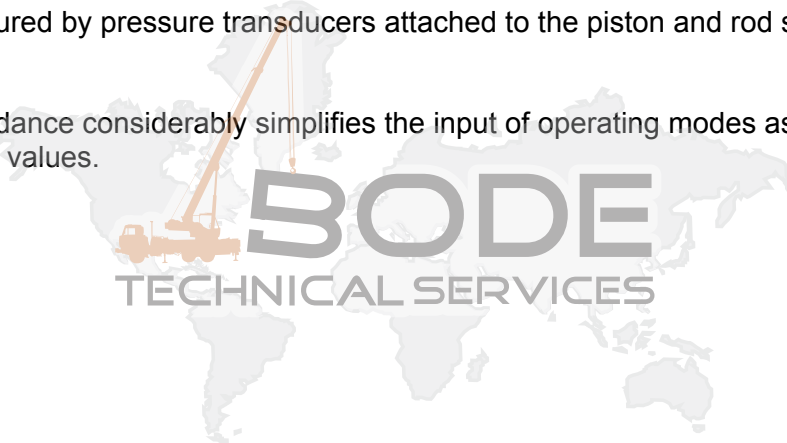 ured by pressure transducers attached to the piston and rod s
dance considerably simplifies the input of operating modes as
values.
BODE
TECHNICAL SERVICES